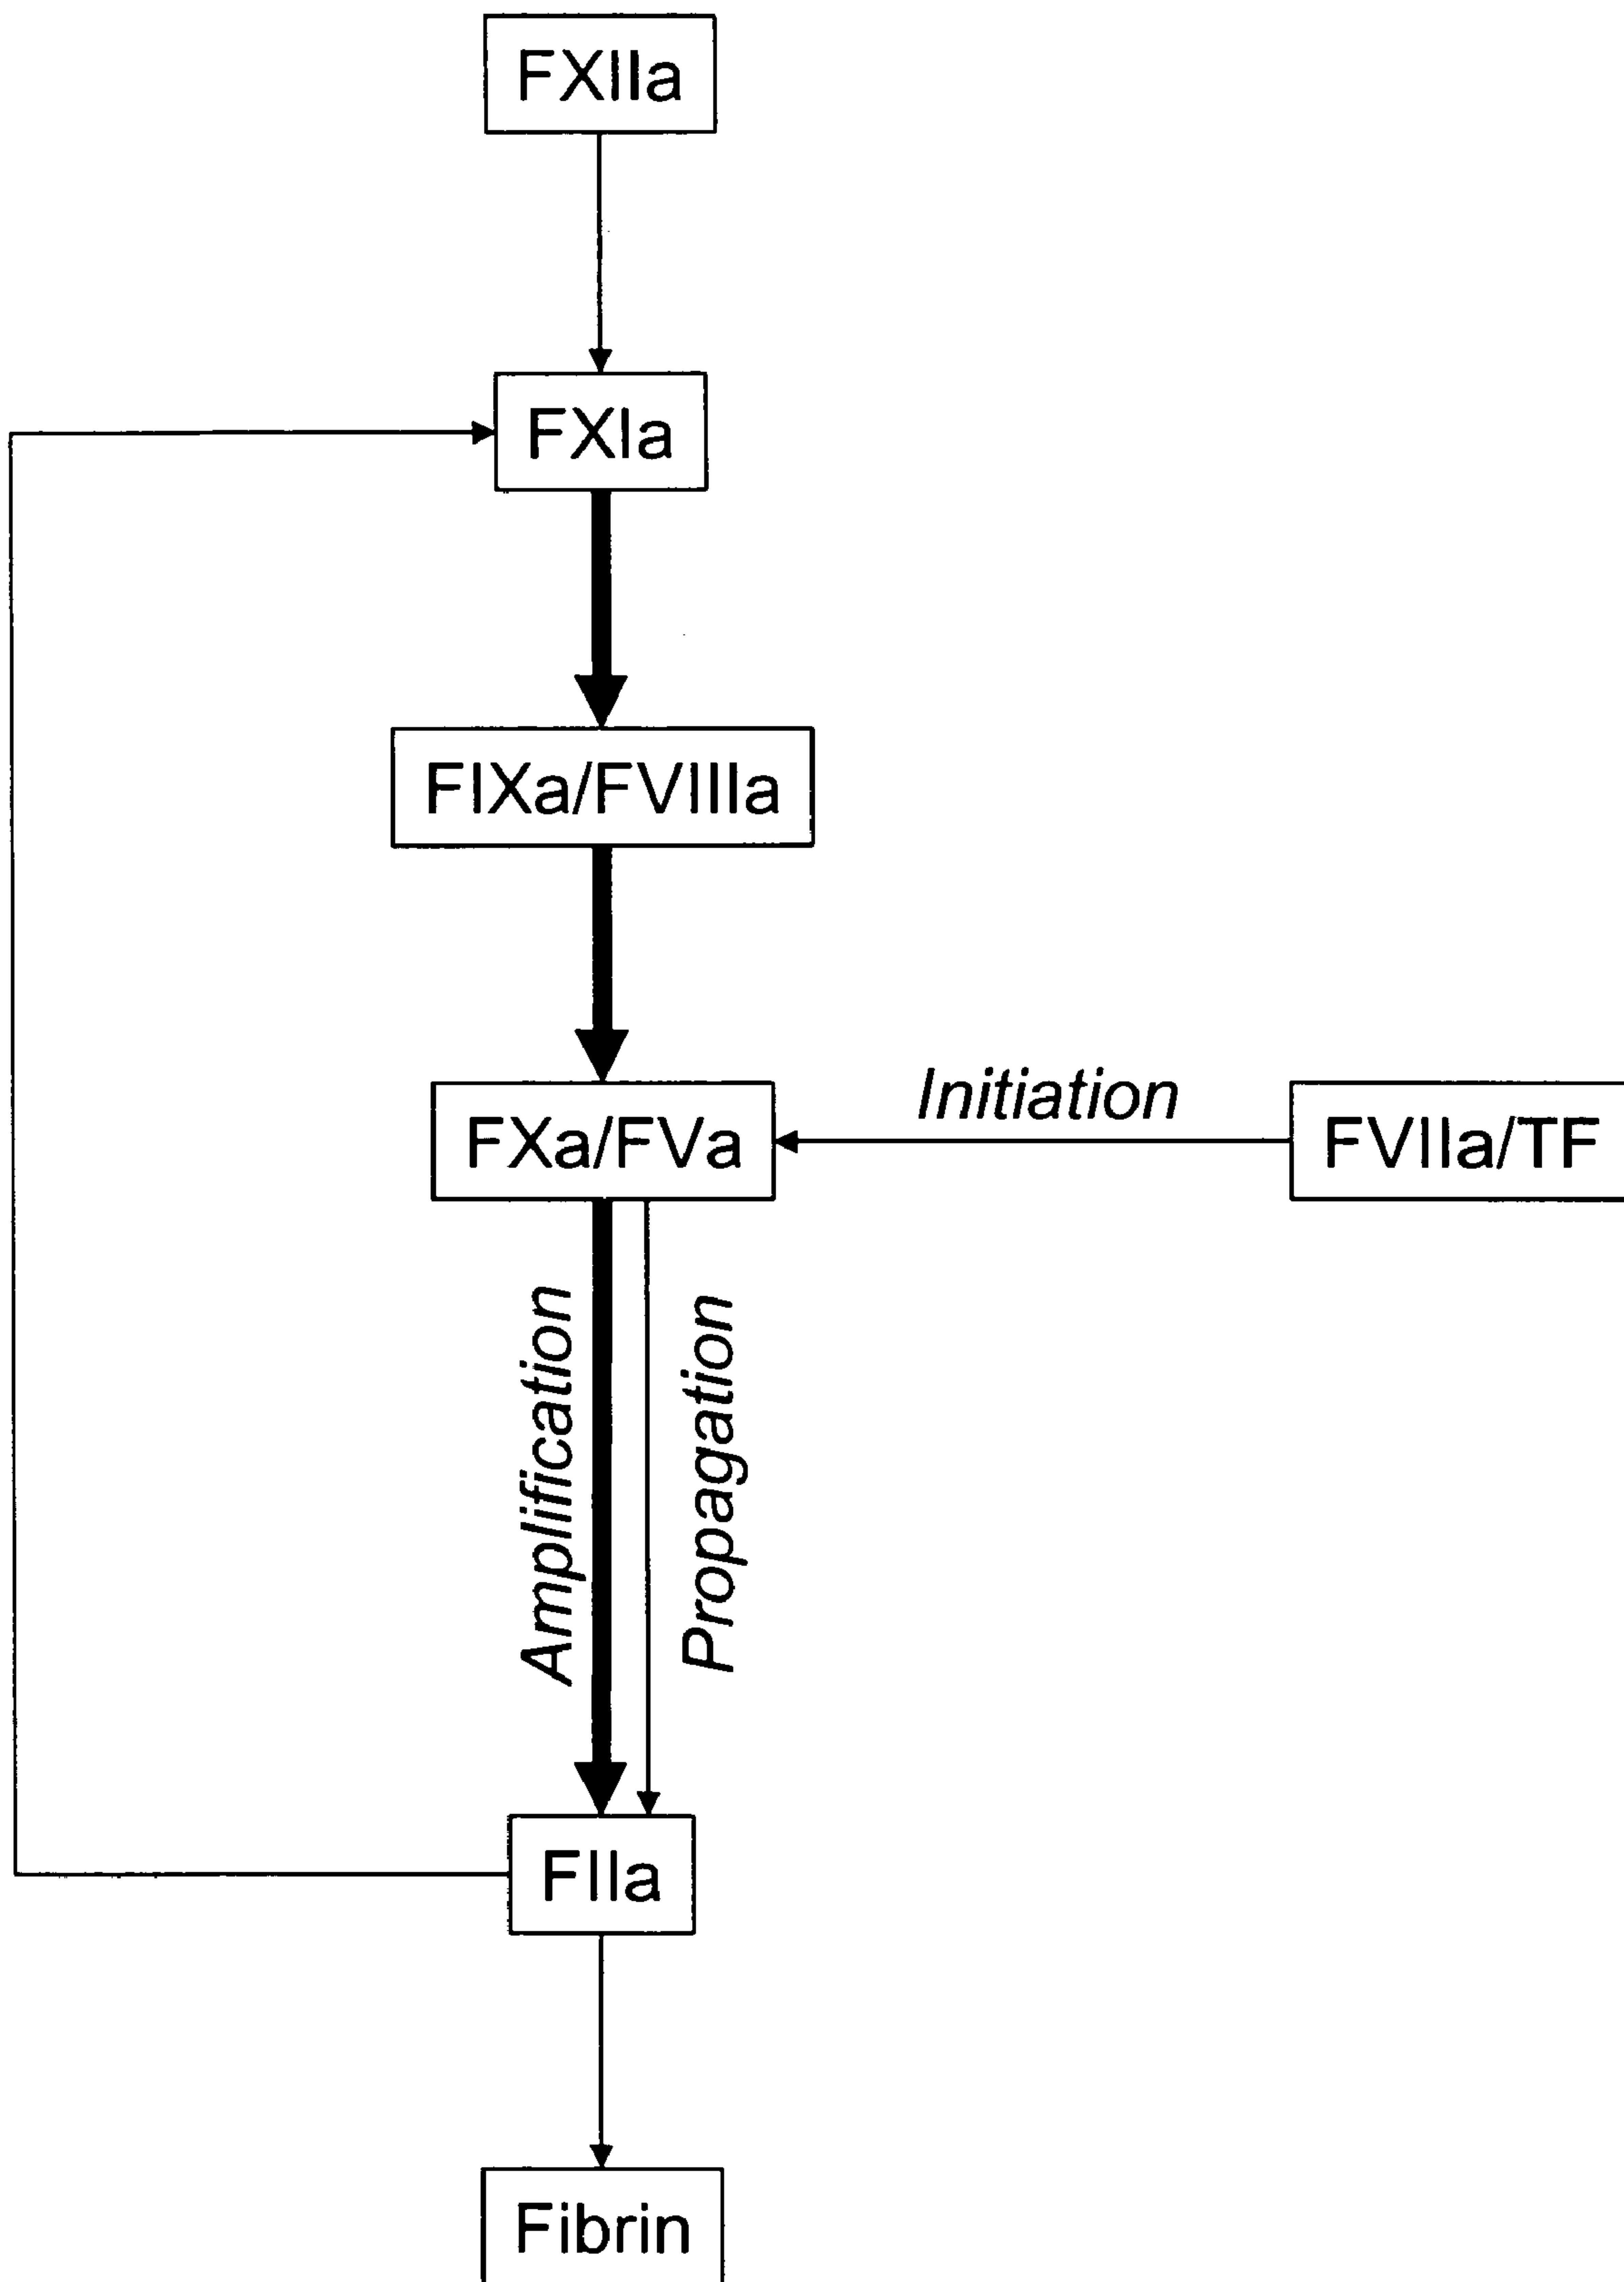 FXIIa
FXIa
FIXa/FVIIIa
Initiation
FXa/FVa
FVIIa/TF
Amplification
Propagation
FIIa
Fibrin